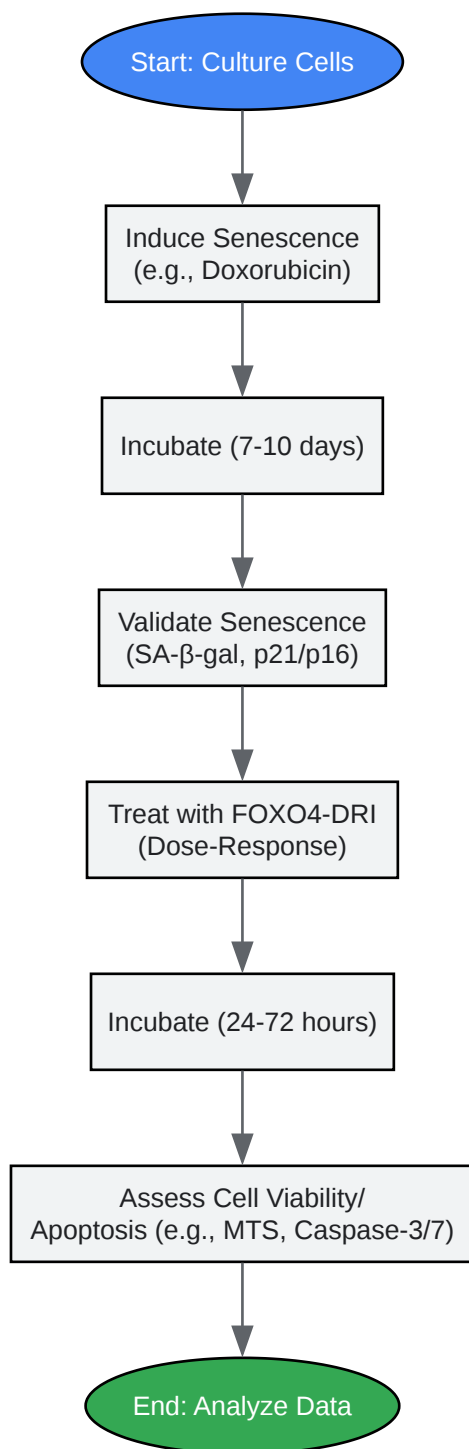 Start: Culture Cells
Induce Senescence
(e.g., Doxorubicin)
Incubate (7-10 days)
Validate Senescence
(SA-β-gal, p21/p16)
Treat with FOXO4-DRI
(Dose-Response)
Incubate (24-72 hours)
Assess Cell Viability/
Apoptosis (e.g., MTS, Caspase-3/7)
End: Analyze Data